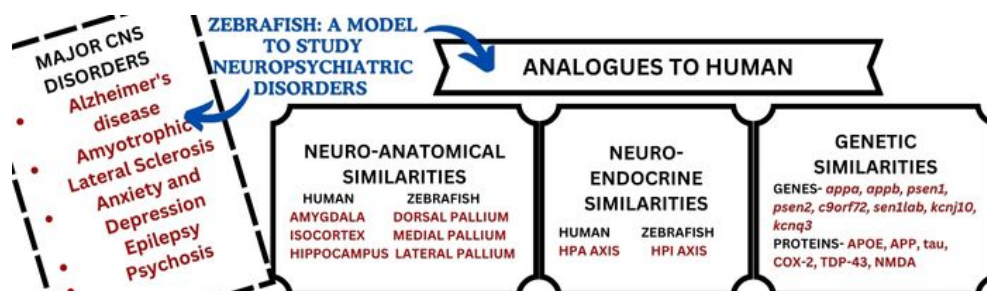 MAJOR CNS
DISORDERS
• Alzheimer's
disease
• Amyotrophic
Lateral Sclerosis
• Anxiety and
Depression
• Epilepsy
• Psychosis
ZEBRAFISH: A MODEL
TO STUDY
NEUROPSYCHIATRIC
DISORDERS
ANALOGUES TO HUMAN
NEURO-ANATOMICAL
SIMILARITIES
HUMAN ZEBRAFISH
AMYGDALA DORSAL PALLIUM
ISOCORTEX MEDIAL PALLIUM
HIPPOCAMPUS LATERAL PALLIUM
NEURO-
ENDOCRINE
SIMILARITIES
HUMAN ZEBRAFISH
HPA AXIS HPI AXIS
GENETIC
SIMILARITIES
GENES- appa, appb, psen1,
psen2, c9orf72, sen1lab, kcnj10,
kcnq3
PROTEINS- APOE, APP, tau,
COX-2, TDP-43, NMDA